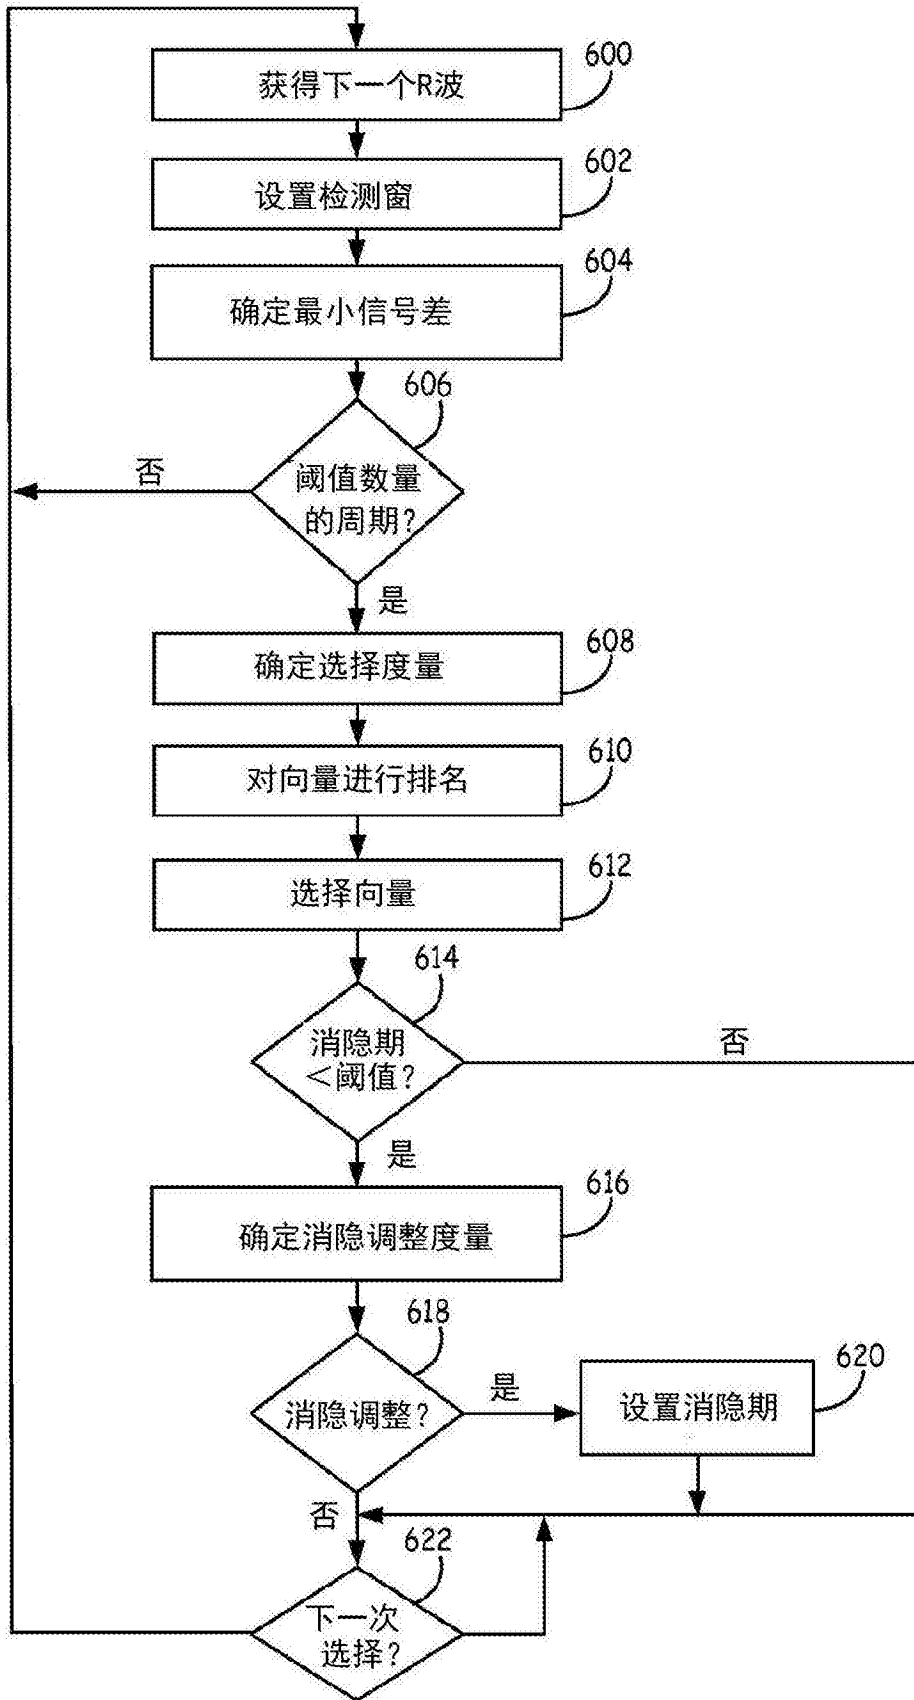 获得下一个R波
600
设置检测窗
602
确定最小信号差
604
606
阈值数量
的周期?
否
是
确定选择度量
608
对向量进行排名
610
选择向量
612
614
消隐期
<阈值?
否
是
确定消隐调整度量
616
618
消隐调整?
是
设置消隐期
620
否
622
下一次
选择?